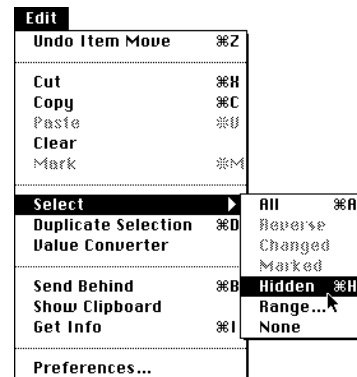 Edit
Undo Item Move ⌘Z
Cut ⌘X
Copy ⌘C
Paste ⌘V
Clear
Mark ⌘M
Select ▶
Duplicate Selection ⌘D
Value Converter
Send Behind ⌘B
Show Clipboard
Get Info ⌘I
Preferences...
All ⌘A
Reverse
Changed
Marked
Hidden ⌘H
Range...
None